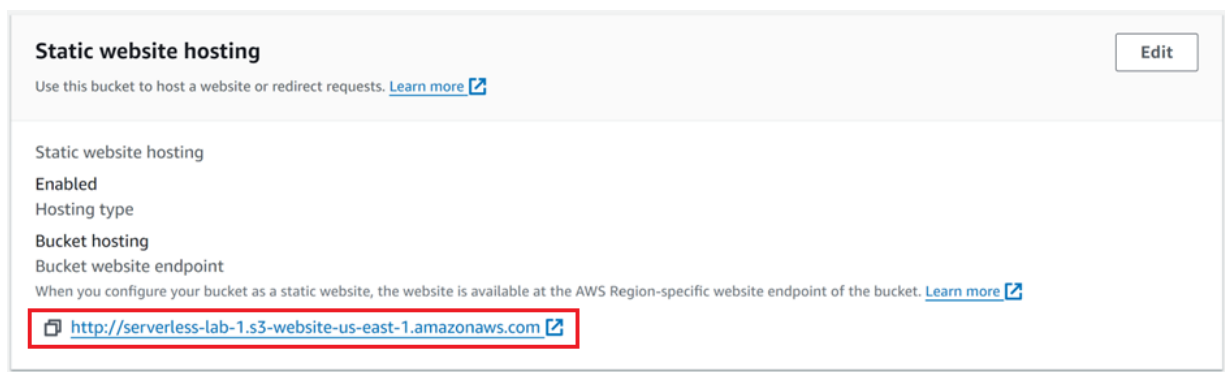 Static website hosting
Edit
Use this bucket to host a website or redirect requests. Learn more
Static website hosting
Enabled
Hosting type
Bucket hosting
Bucket website endpoint
When you configure your bucket as a static website, the website is available at the AWS Region-specific website endpoint of the bucket. Learn more
http://serverless-lab-1.s3-website-us-east-1.amazonaws.com